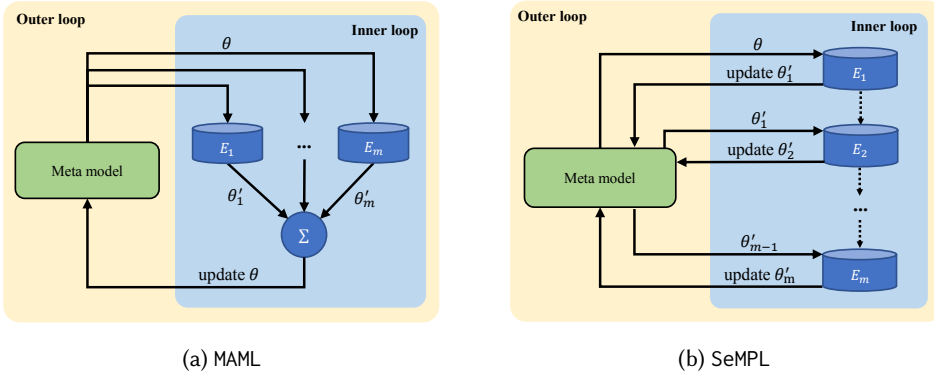 Outer loop
Inner loop
θ
E₁
...
Eₘ
Meta model
θ′₁
θ′ₘ
Σ
update θ
(a) MAML
Outer loop
Inner loop
θ
E₁
update θ′₁
θ′₁
E₂
update θ′₂
Meta model
...
θ′ₘ₋₁
Eₘ
update θ′ₘ
(b) SeMPL